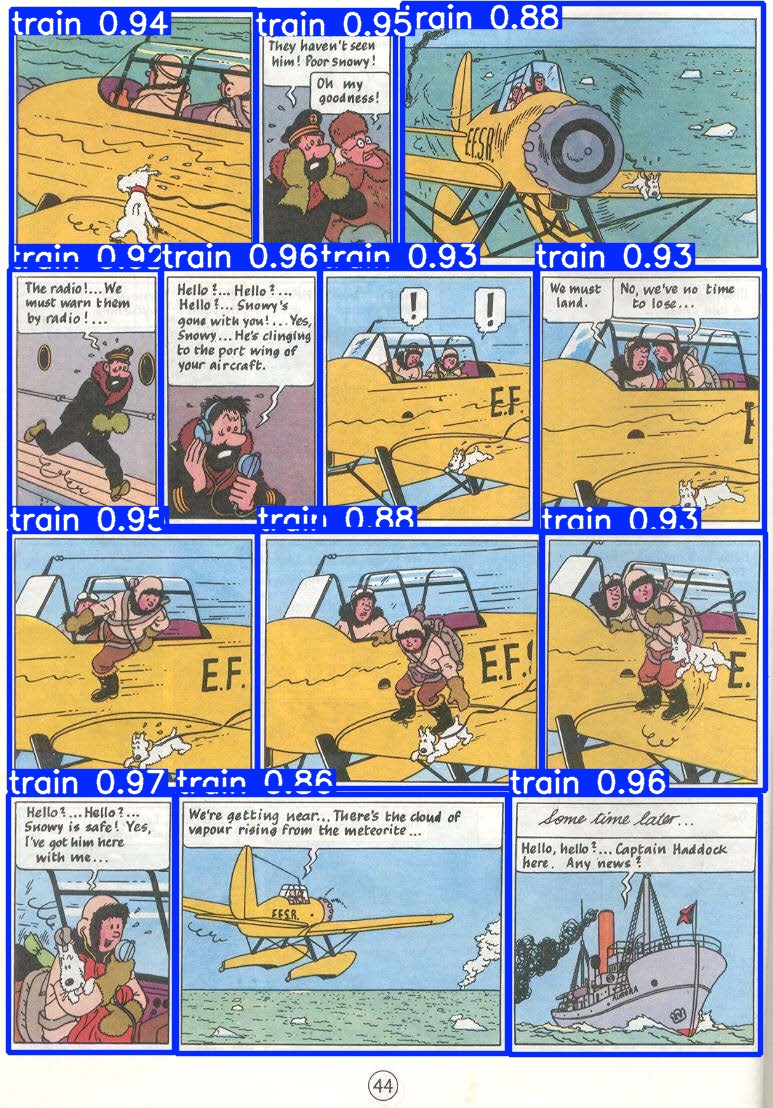 train 0.94
train 0.95
train 0.88
They haven't seen
him! Poor Snowy!
Oh my
goodness!
E.F.S.R.
train 0.92
train 0.96
train 0.93
train 0.93
The radio!...We
must warn them
by radio!...
Hello?... Hello?...
Hello?... Snowy's
gone with you!...Yes,
Snowy... He's clinging
to the port wing of
your aircraft.
!
!
E.F.
We must
land.
No, we've no time
to lose...
E
train 0.95
train 0.88
train 0.93
E.F.
E.F.S
E.
train 0.97
train 0.86
train 0.96
Hello?...Hello?...
Snowy is safe! Yes,
I've got him here
with me...
We're getting near... There's the cloud of
vapour rising from the meteorite...
E.F.S.R.
Some time later...
Hello, hello?... Captain Haddock
here. Any news?
AURORA
44